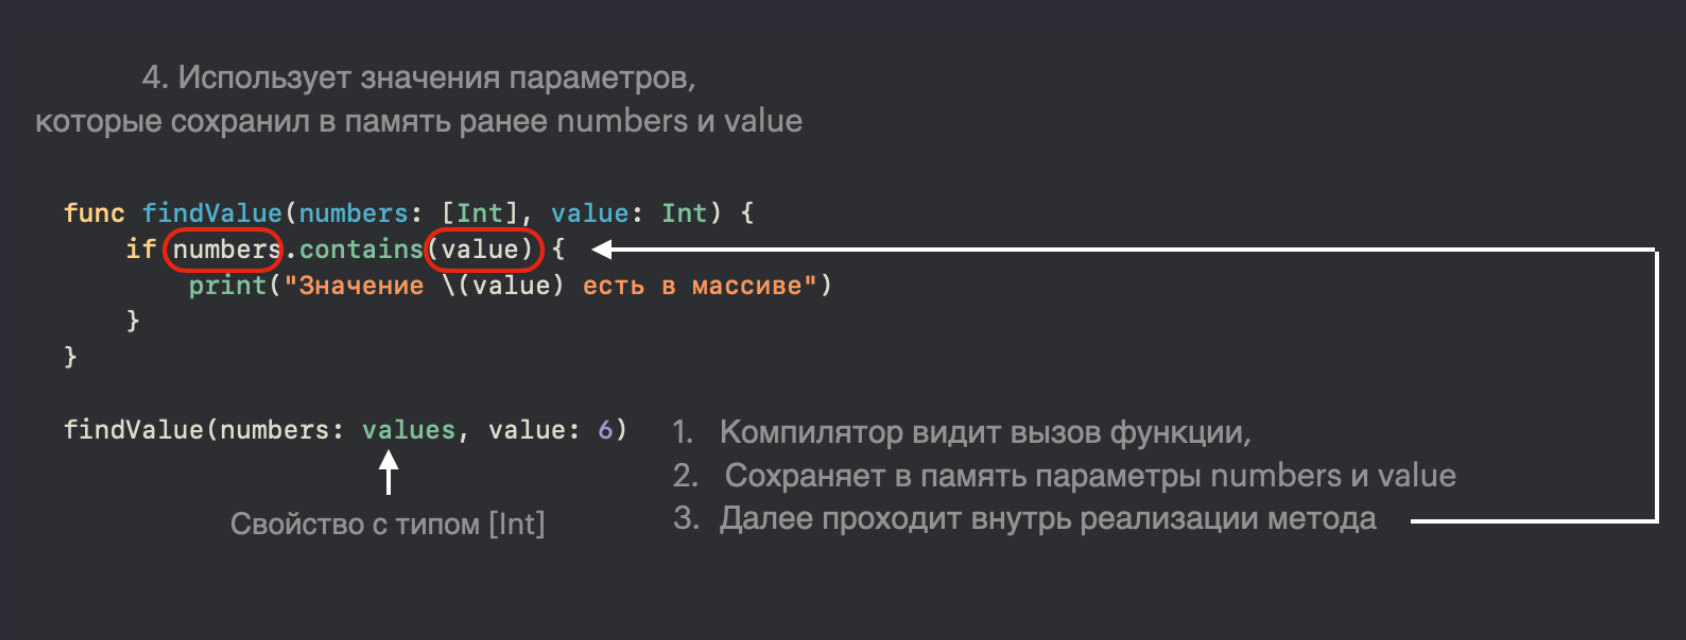 4. Использует значения параметров,
которые сохранил в память ранее numbers и value
func findValue(numbers: [Int], value: Int) {
if numbers.contains(value) {
print("Значение \(value) есть в массиве")
}
}
findValue(numbers: values, value: 6)
Свойство с типом [Int]
1. Компилятор видит вызов функции,
2. Сохраняет в память параметры numbers и value
3. Далее проходит внутрь реализации метода